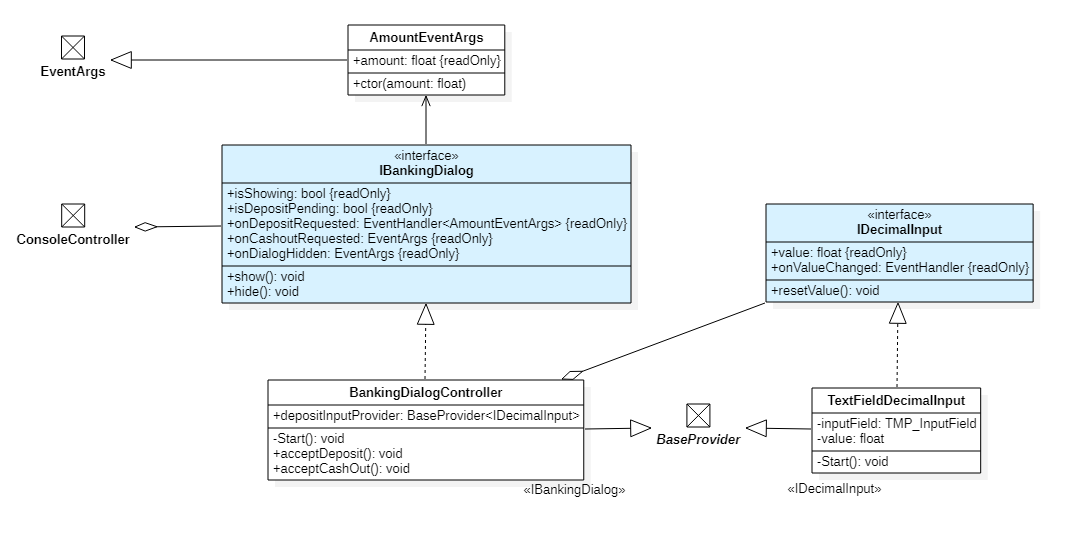 AmountEventArgs
+amount: float {readOnly}
+ctor(amount: float)
EventArgs
«interface»
IBankingDialog
+isShowing: bool {readOnly}
+isDepositPending: bool {readOnly}
+onDepositRequested: EventHandler<AmountEventArgs> {readOnly}
+onCashoutRequested: EventArgs {readOnly}
+onDialogHidden: EventArgs {readOnly}
+show(): void
+hide(): void
ConsoleController
«interface»
IDecimalInput
+value: float {readOnly}
+onValueChanged: EventHandler {readOnly}
+resetValue(): void
BankingDialogController
+depositInputProvider: BaseProvider<IDecimalInput>
-Start(): void
+acceptDeposit(): void
+acceptCashOut(): void
«IBankingDialog»
BaseProvider
TextFieldDecimalInput
-inputField: TMP_InputField
-value: float
-Start(): void
«IDecimalInput»